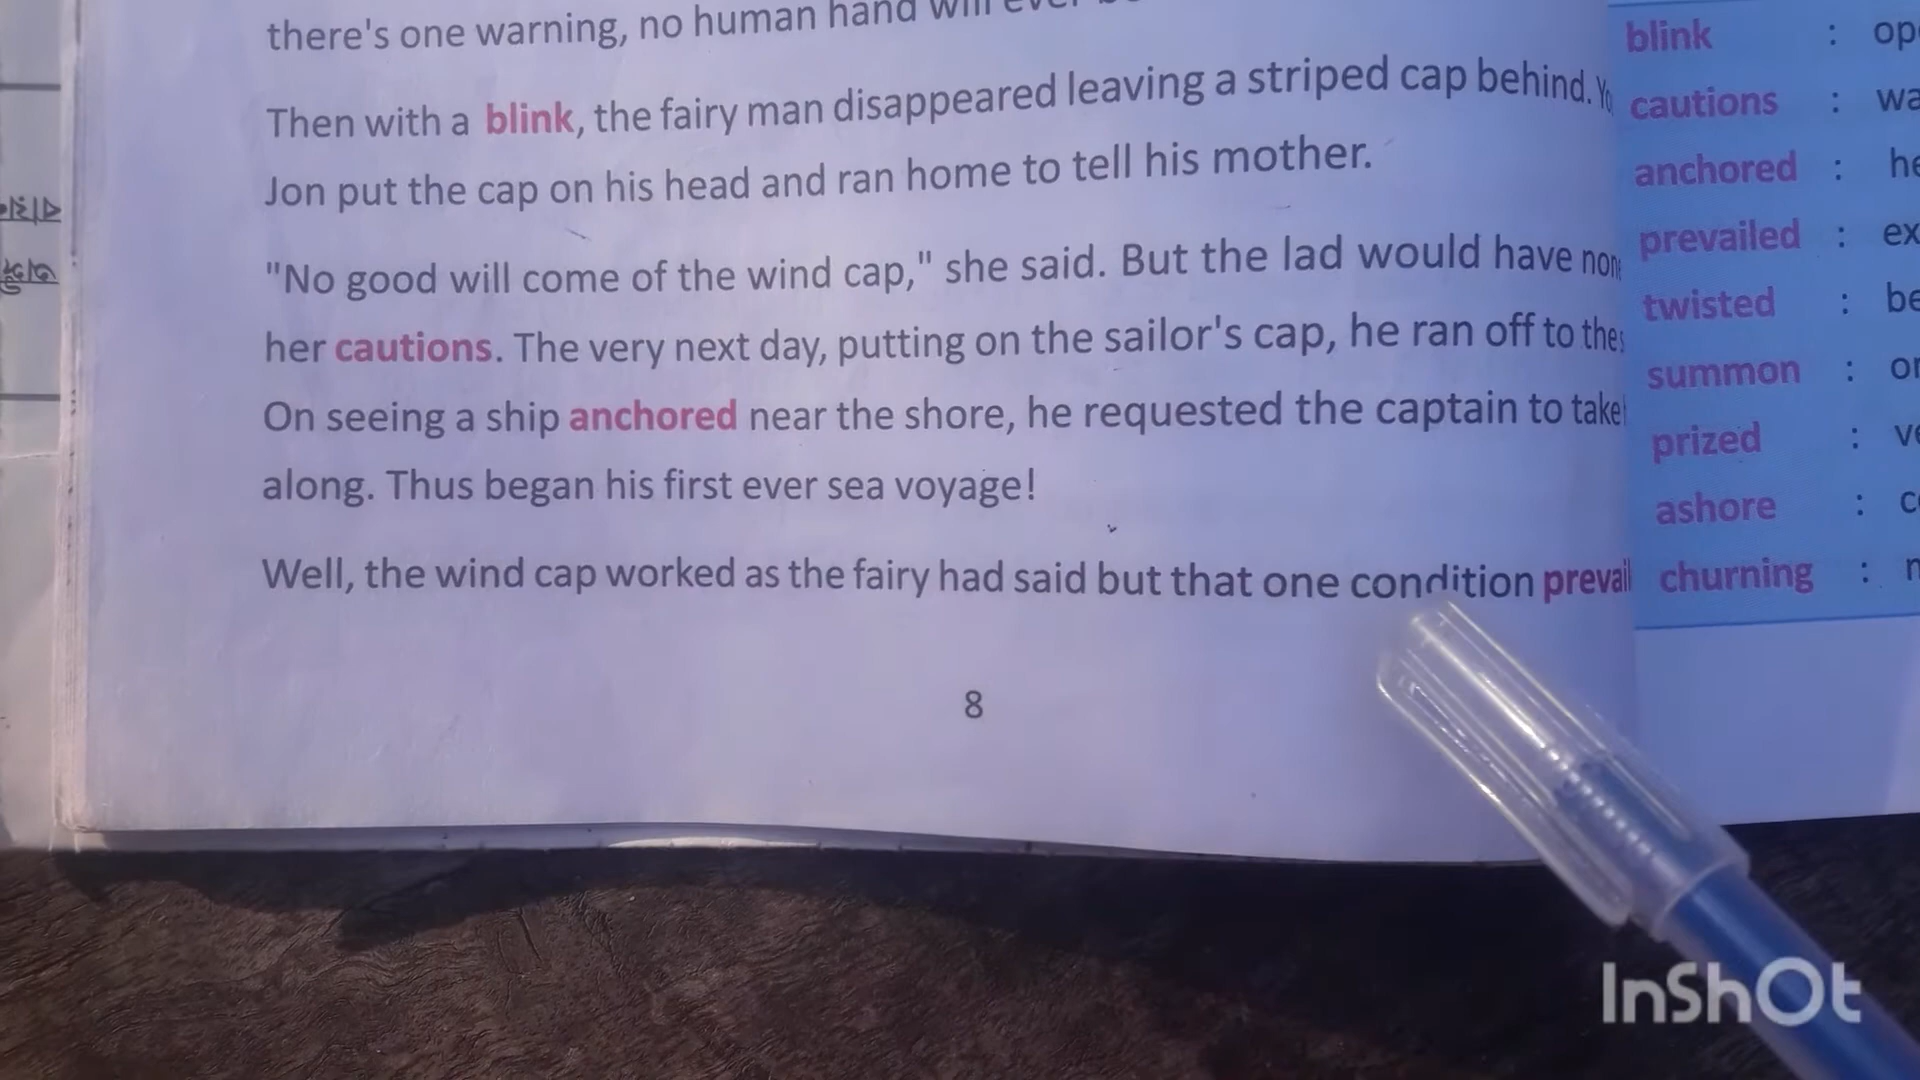 there's one warning, no human hand will ever
Then with a blink, the fairy man disappeared leaving a striped cap behind.
Jon put the cap on his head and ran home to tell his mother.
"No good will come of the wind cap," she said. But the lad would have
her cautions. The very next day, putting on the sailor's cap, he ran off to
On seeing a ship anchored near the shore, he requested the captain to take
along. Thus began his first ever sea voyage!
Well, the wind cap worked as the fairy had said but that one condition
8
blink :
cautions :
anchored :
prevailed :
twisted :
summon :
prized :
ashore :
churning :
InShOt